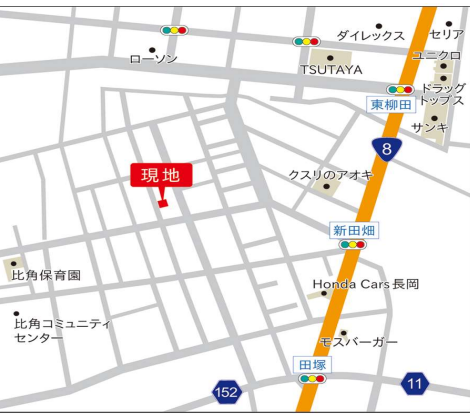 ダイレックス
セリア
ローソン
TSUTAYA
ユニクロ
ドラッグ
トップス
東柳田
サンキ
8
現地
クスリのアオキ
新田畑
比角保育園
Honda Cars 長岡
比角コミュニティ
センター
モスバーガー
田塚
152
11